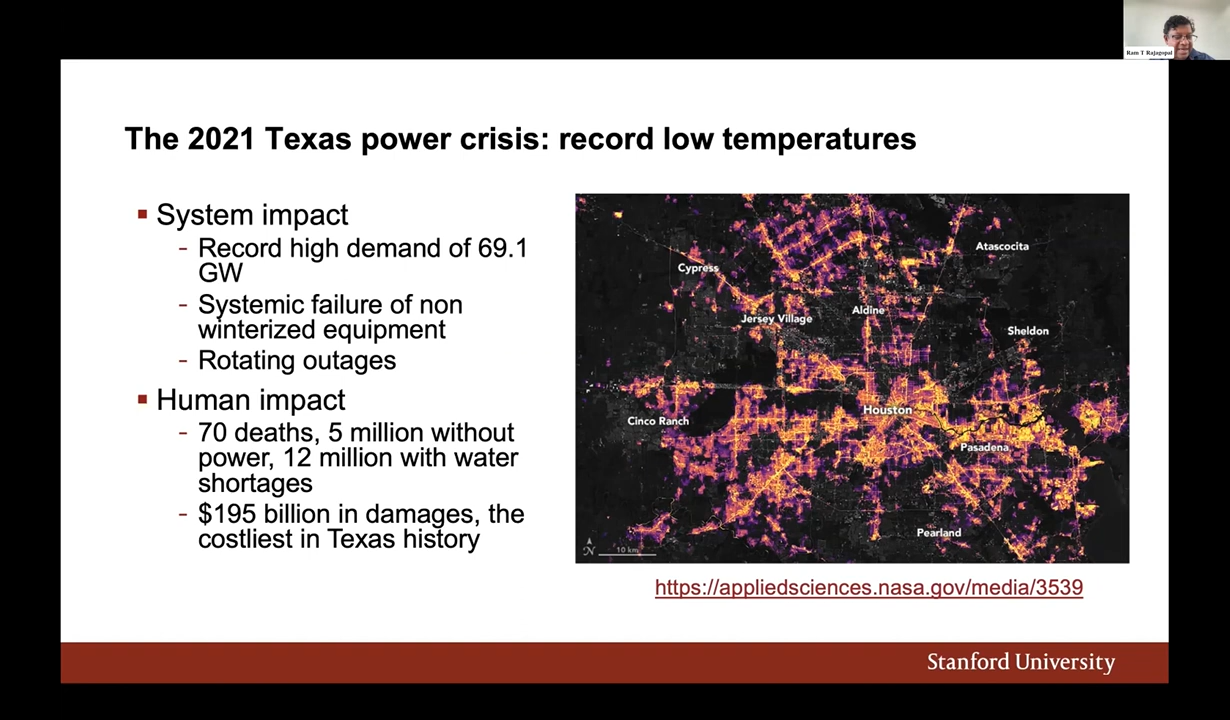 Ram T Rajagopal
The 2021 Texas power crisis: record low temperatures
▪ System impact
- Record high demand of 69.1
GW
- Systemic failure of non
winterized equipment
- Rotating outages
▪ Human impact
- 70 deaths, 5 million without
power, 12 million with water
shortages
- $195 billion in damages, the
costliest in Texas history
Atascocita
Cypress
Aldine
Jersey Village
Sheldon
Houston
Cinco Ranch
Pasadena
Pearland
N
10 km
https://appliedsciences.nasa.gov/media/3539
Stanford University